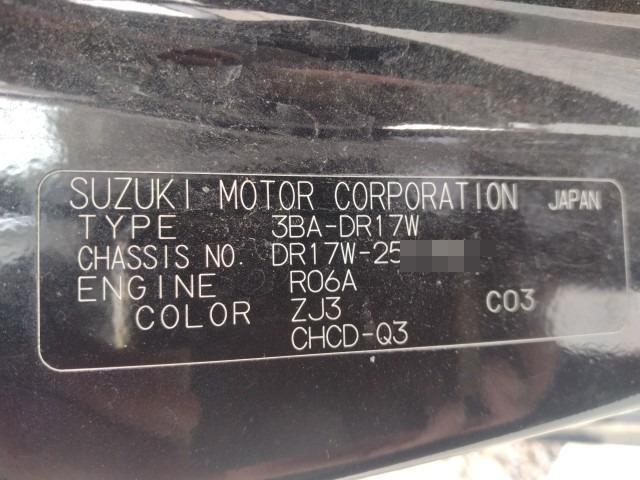 SUZUKI MOTOR CORPORATION JAPAN
TYPE 3BA-DR17W
CHASSIS NO. DR17W-25
ENGINE R06A
COLOR ZJ3 C03
CHCD-Q3